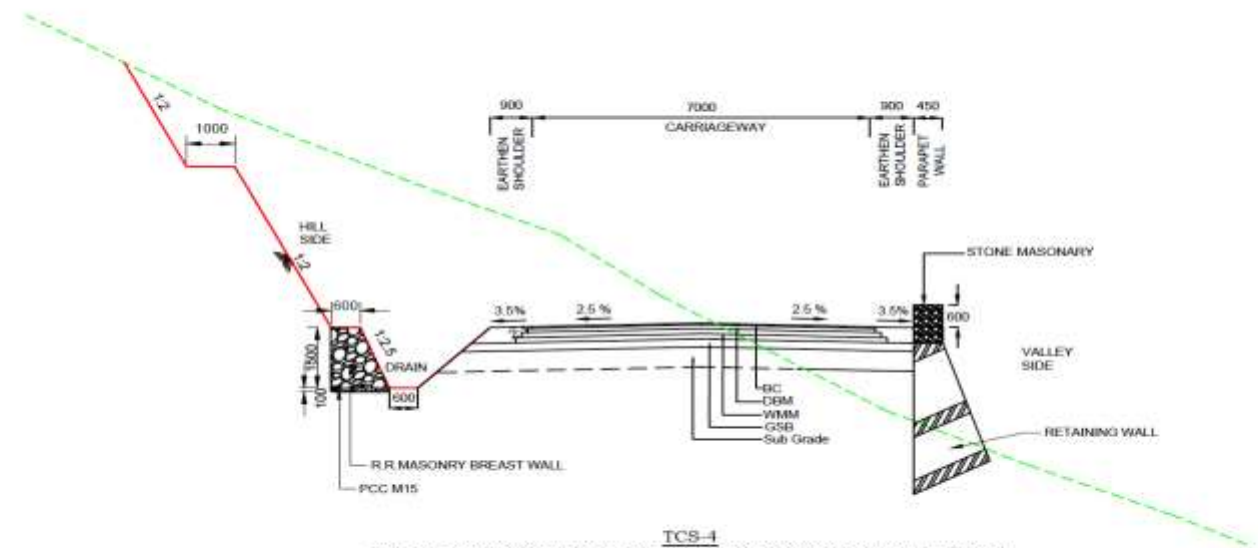 900
7000
900
450
CARRIAGEWAY
EARTHEN
SHOULDER
EARTHEN
SHOULDER
PARAPET
WALL
1:2
1000
HILL
SIDE
1:2
STONE MASONARY
600
3.5%
2.5 %
2.5 %
3.5%
600
1:2.5
1500
DRAIN
VALLEY
SIDE
100
600
BC
DBM
WMM
GSB
Sub Grade
RETAINING WALL
R.R.MASONRY BREAST WALL
PCC M15
TCS-4